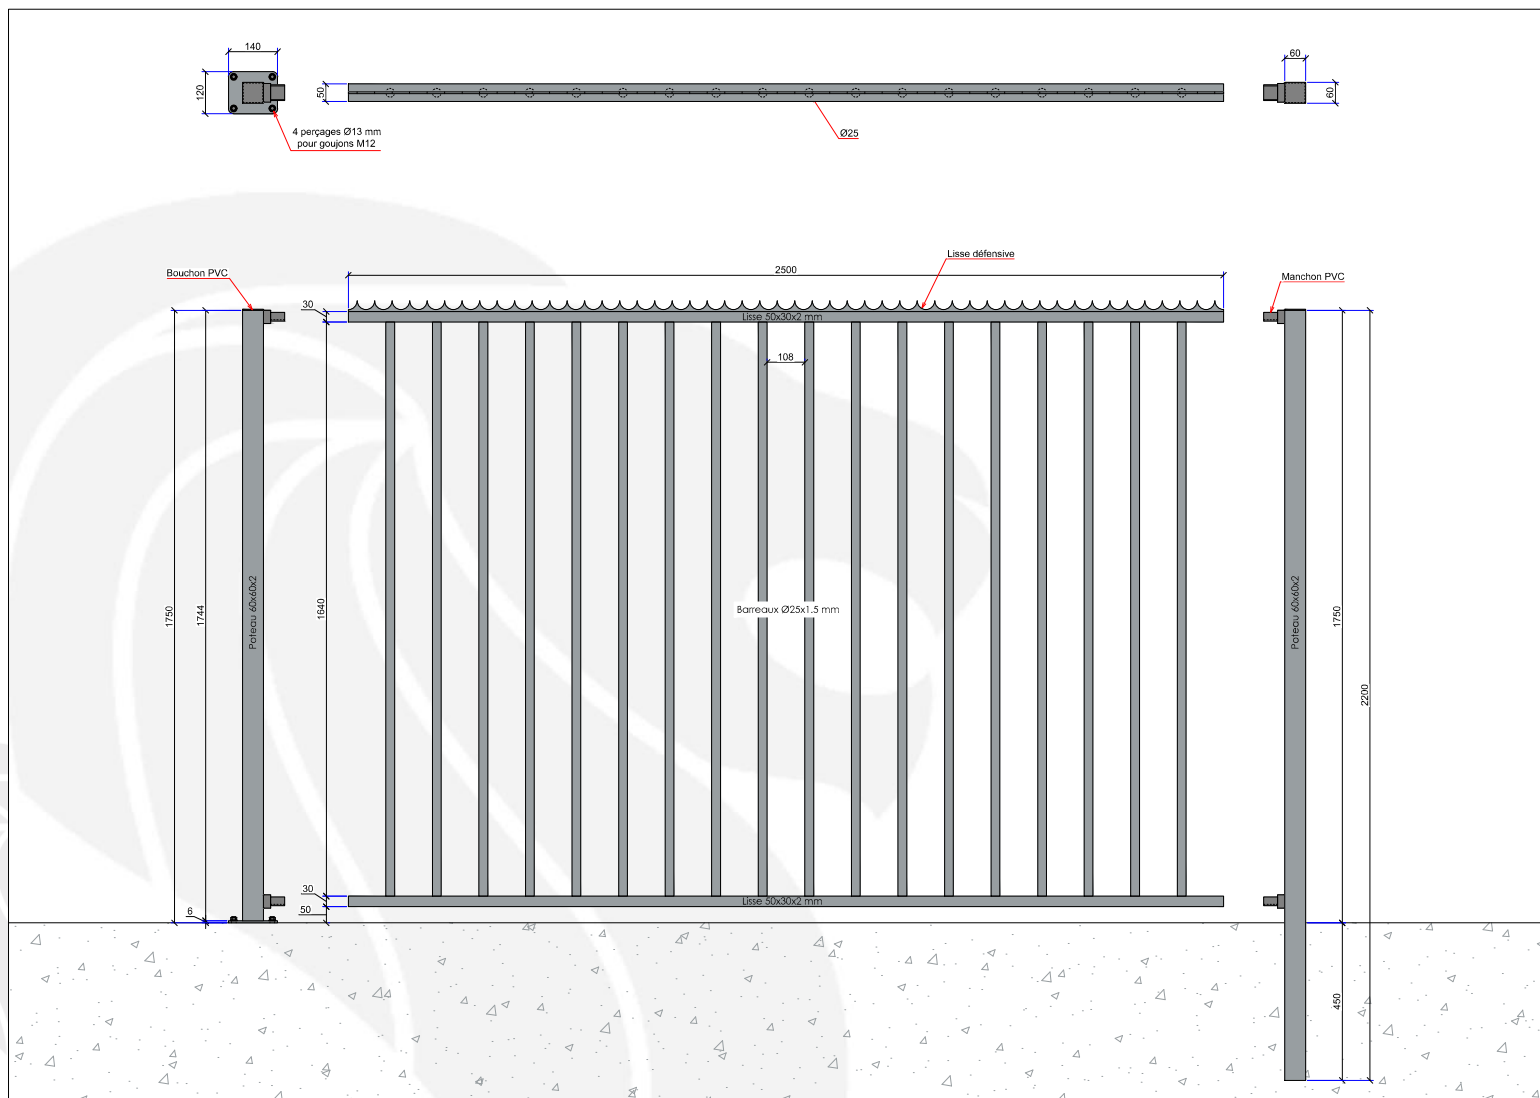 140
120
4 perçages Ø13 mm
pour goujons M12
50
Ø25
60
60
Bouchon PVC
30
2500
Lisse défensive
Manchon PVC
Lisse 50x30x2 mm
108
1750
1744
Poteau 60x60x2
1640
Barreaux Ø25x1.5 mm
Poteau 60x60x2
1750
2200
30
50
6
Lisse 50x30x2 mm
450